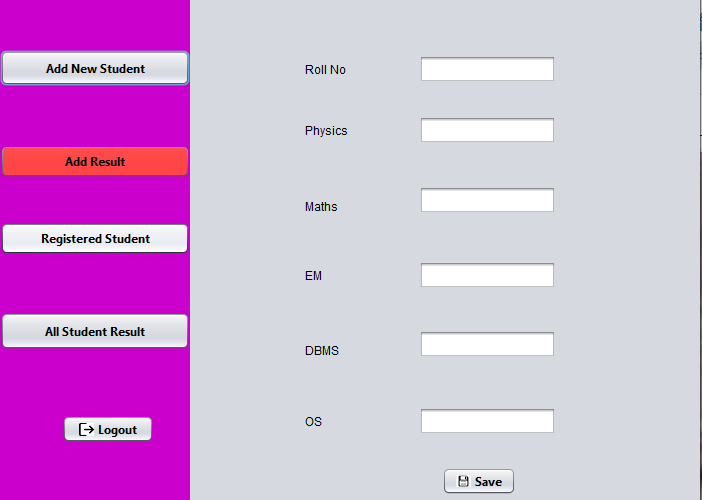 Add New Student
Add Result
Registered Student
All Student Result
Logout
Roll No
Physics
Maths
EM
DBMS
OS
Save